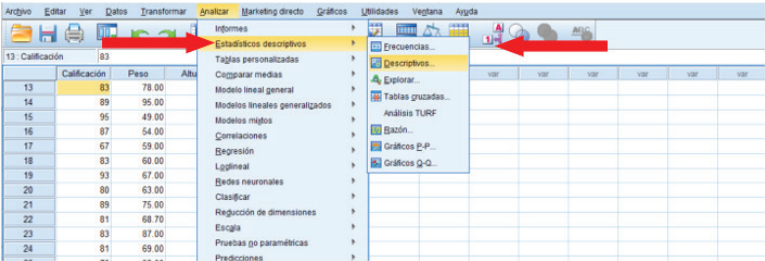 Archivo Editar Ver Datos Transformar Analizar Marketing directo Gráficos Utilidades Ventana Ayuda
13 : Calificación 83
Calificación Peso Altu var var var var var var
13 83 78.00
14 89 95.00
15 95 49.00
16 87 54.00
17 67 59.00
18 83 60.00
19 93 67.00
20 80 63.00
21 89 75.00
22 81 68.70
23 83 87.00
24 81 69.00
Informes
Estadísticos descriptivos
Tablas personalizadas
Comparar medias
Modelo lineal general
Modelos lineales generalizados
Modelos mixtos
Correlaciones
Regresión
Loglineal
Redes neuronales
Clasificar
Reducción de dimensiones
Escala
Pruebas no paramétricas
Predicciones
Frecuencias...
Descriptivos...
Explorar...
Tablas cruzadas...
Análisis TURF
Razón...
Gráficos P-P...
Gráficos Q-Q...